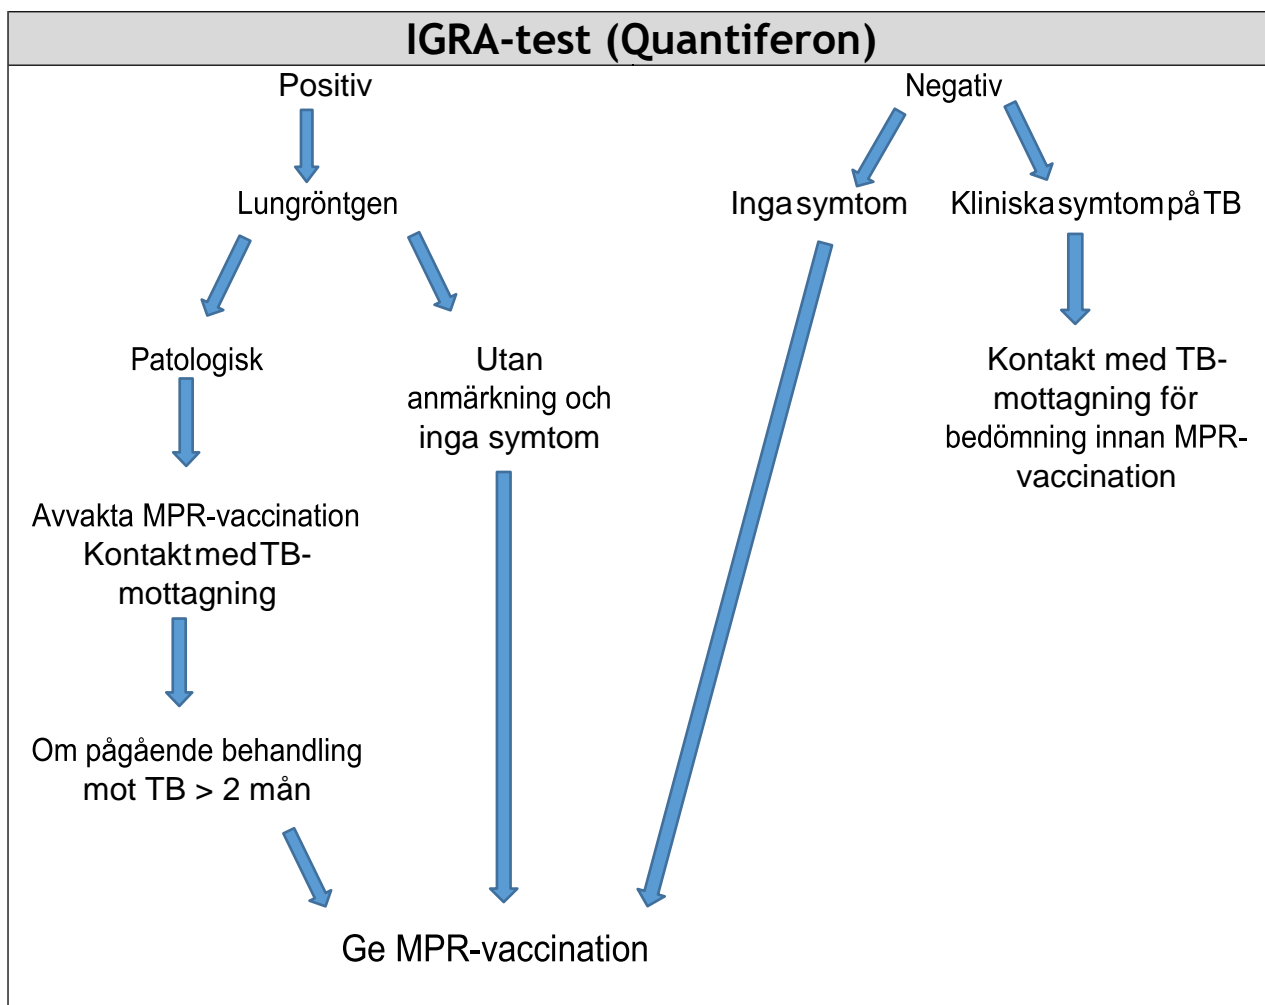 IGRA-test (Quantiferon)
Positiv
Negativ
Lungröntgen
Inga symtom
Kliniska symtom på TB
Patologisk
Utan
anmärkning och
inga symtom
Kontakt med TB-
mottagning för
bedömning innan MPR-
vaccination
Avvakta MPR-vaccination
Kontakt med TB-
mottagning
Om pågående behandling
mot TB > 2 mån
Ge MPR-vaccination